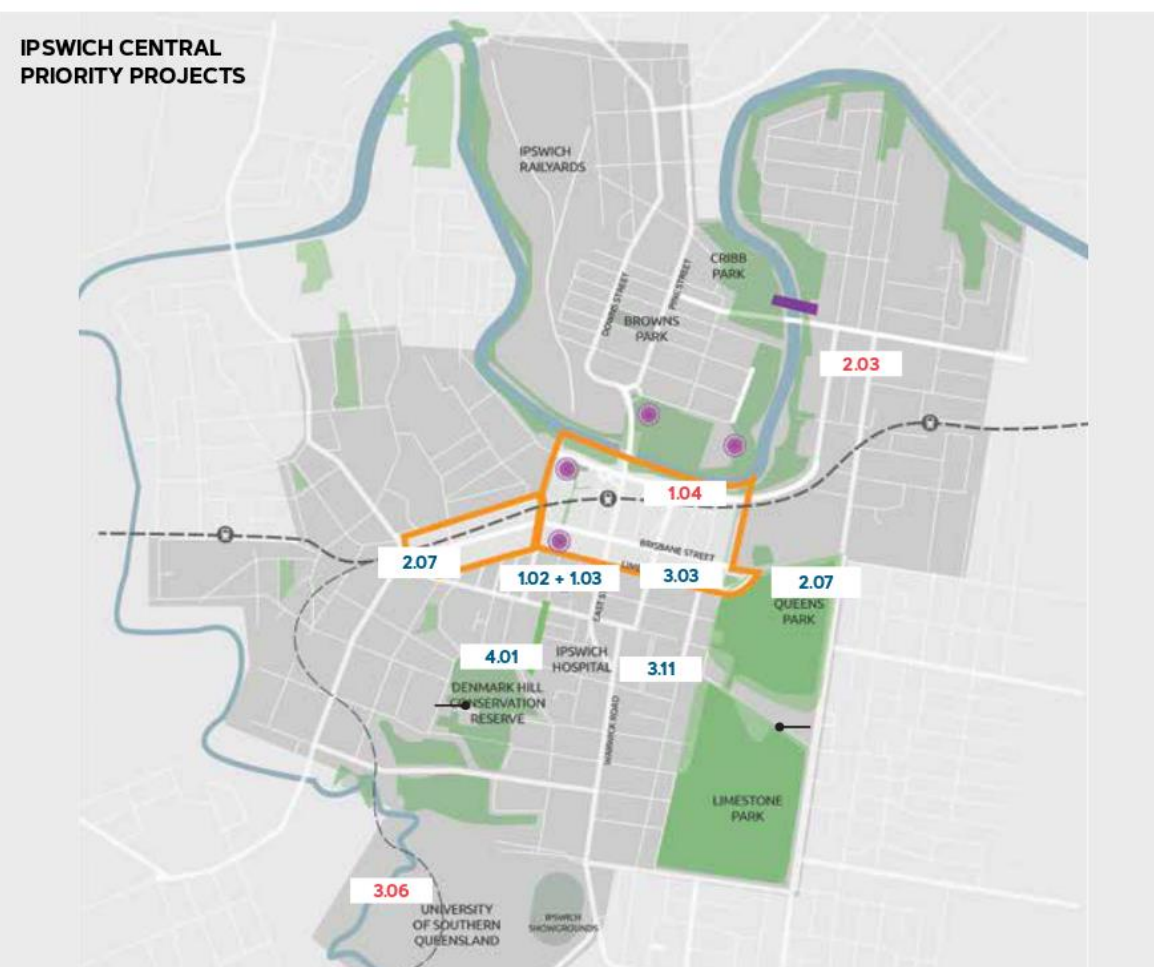 IPSWICH CENTRAL
PRIORITY PROJECTS
IPSWICH
RAILYARDS
CRIBB
PARK
DOWNS STREET
PINE STREET
BROWNS
PARK
2.03
1.04
BRISBANE STREET
2.07
1.02 + 1.03
3.03
2.07
QUEENS
PARK
4.01
IPSWICH
HOSPITAL
3.11
DENMARK HILL
CONSERVATION
RESERVE
WARWICK ROAD
LIMESTONE
PARK
3.06
UNIVERSITY
OF SOUTHERN
QUEENSLAND
IPSWICH
SHOWGROUNDS